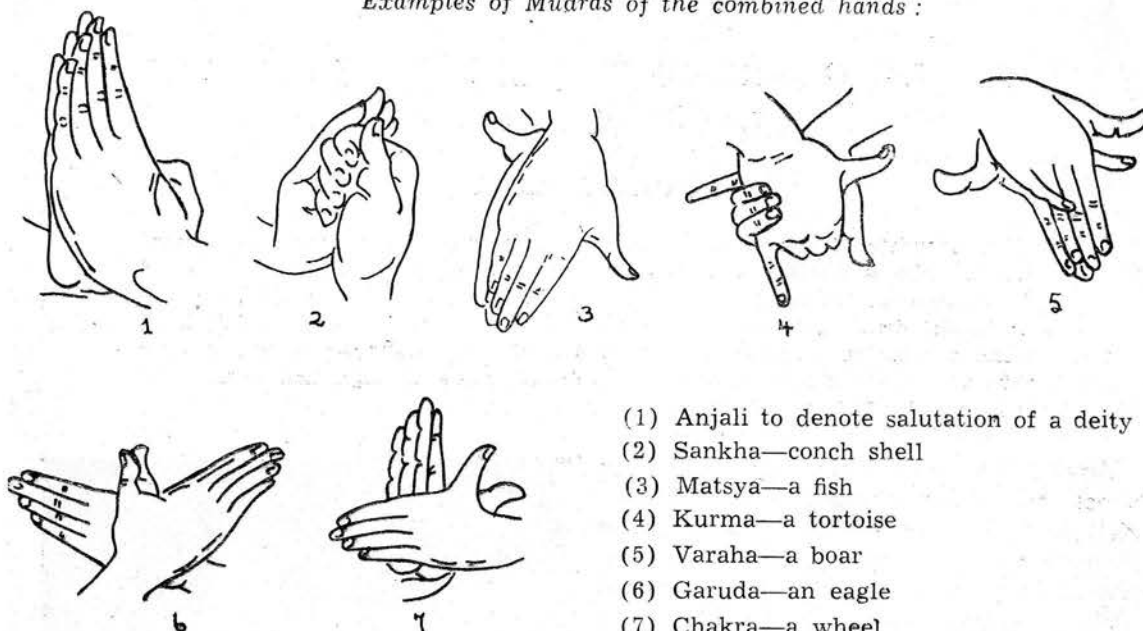 Examples of Mudras of the combined hands :
1
2
3
4
5
6
7
(1) Anjali to denote salutation of a deity
(2) Sankha—conch shell
(3) Matsya—a fish
(4) Kurma—a tortoise
(5) Varaha—a boar
(6) Garuda—an eagle
(7) Chakra—a wheel